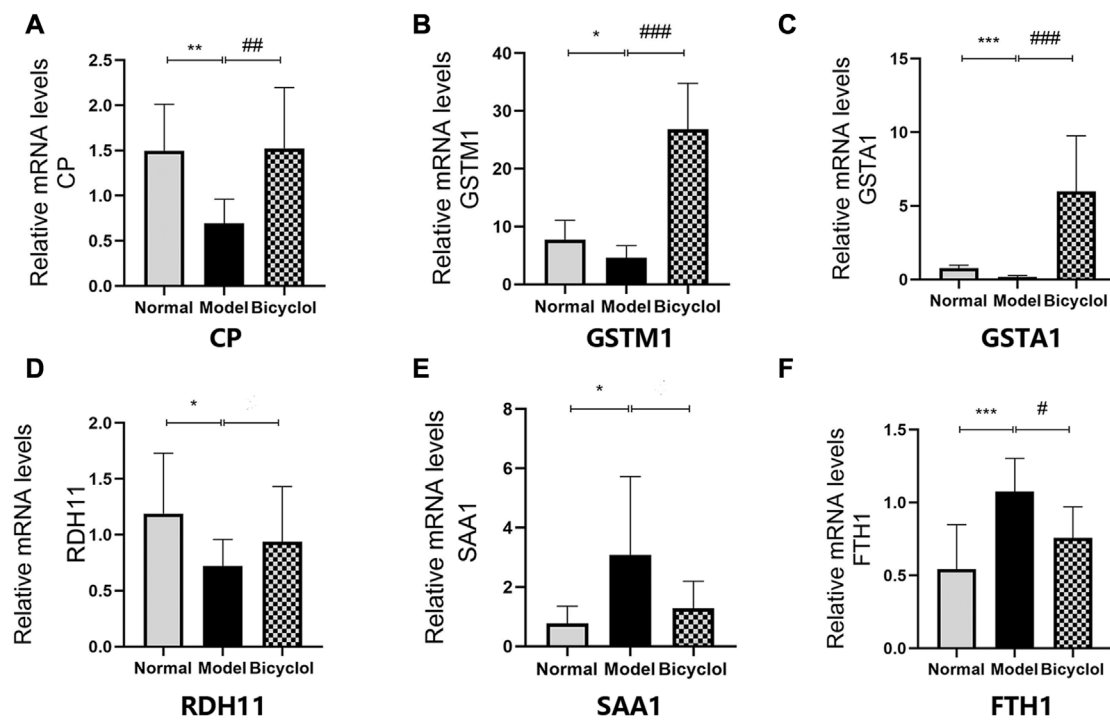 A
** ##
Relative mRNA levels
CP
2.5
2.0
1.5
1.0
0.5
0.0
Normal Model Bicyclol
CP
B
* ###
Relative mRNA levels
GSTM1
40
30
20
10
0
Normal Model Bicyclol
GSTM1
C
*** ###
Relative mRNA levels
GSTA1
15
10
5
0
Normal Model Bicyclol
GSTA1
D
*
Relative mRNA levels
RDH11
2.0
1.5
1.0
0.5
0.0
Normal Model Bicyclol
RDH11
E
*
Relative mRNA levels
SAA1
8
6
4
2
0
Normal Model Bicyclol
SAA1
F
*** #
Relative mRNA levels
FTH1
1.5
1.0
0.5
0.0
Normal Model Bicyclol
FTH1